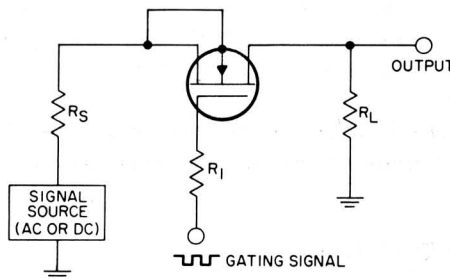 OUTPUT
RS
RL
R1
SIGNAL
SOURCE
(AC OR DC)
GATING SIGNAL